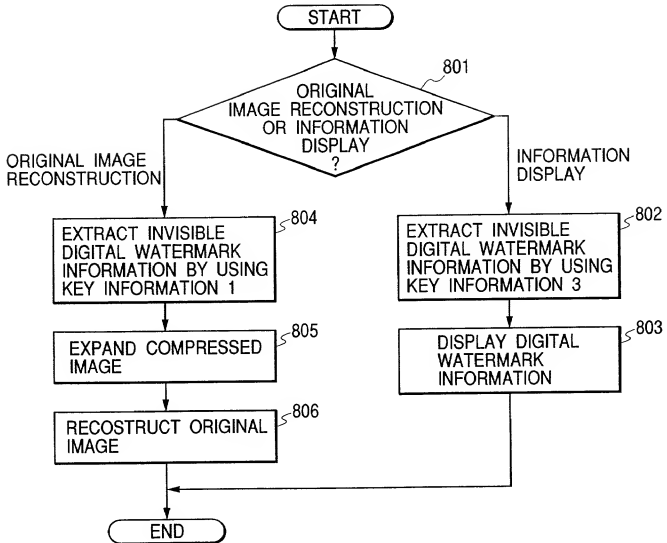 START
801
ORIGINAL
IMAGE RECONSTRUCTION
OR INFORMATION
DISPLAY
?
ORIGINAL IMAGE
RECONSTRUCTION
INFORMATION
DISPLAY
804
EXTRACT INVISIBLE
DIGITAL WATERMARK
INFORMATION BY USING
KEY INFORMATION 1
802
EXTRACT INVISIBLE
DIGITAL WATERMARK
INFORMATION BY USING
KEY INFORMATION 3
805
EXPAND COMPRESSED
IMAGE
803
DISPLAY DIGITAL
WATERMARK
INFORMATION
806
RECOSTRUCT ORIGINAL
IMAGE
END